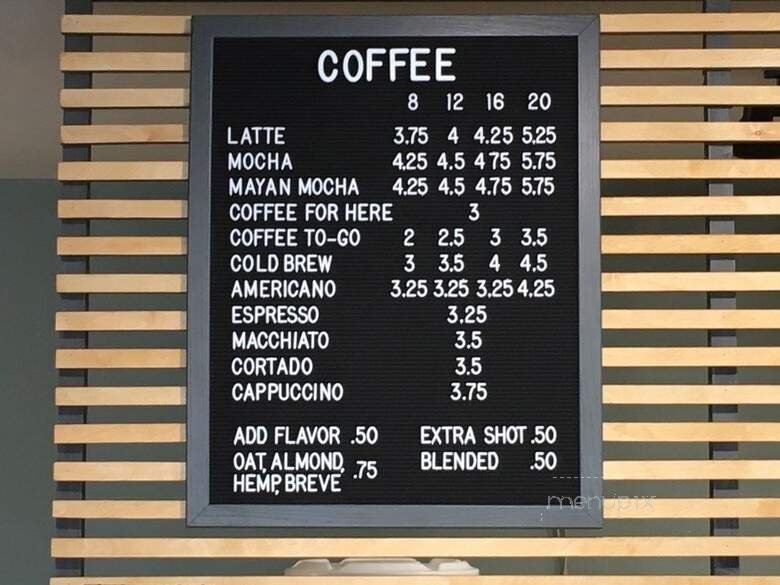 COFFEE
8 12 16 20
LATTE 3.75 4 4.25 5.25
MOCHA 4.25 4.5 4 75 5.75
MAYAN MOCHA 4.25 4.5 4.75 5.75
COFFEE FOR HERE 3
COFFEE TO-GO 2 2.5 3 3.5
COLD BREW 3 3.5 4 4.5
AMERICANO 3.25 3.25 3.25 4.25
ESPRESSO 3.25
MACCHIATO 3.5
CORTADO 3.5
CAPPUCCINO 3.75
ADD FLAVOR .50 EXTRA SHOT .50
OAT, ALMOND, HEMP, BREVE .75 BLENDED .50
menupix